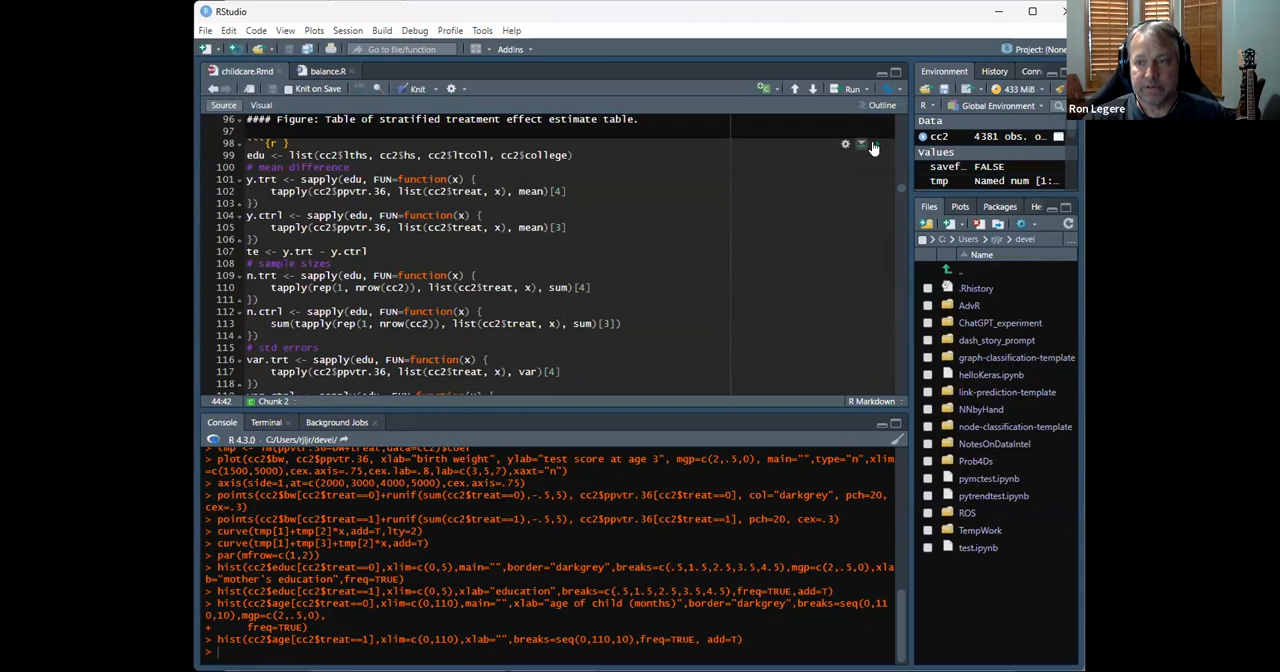 RStudio
File Edit Code View Plots Session Build Debug Profile Tools Help
Go to file/function Addins Project: (None
childcare.Rmd balance.R
Knit on Save Knit Run
Source Visual Outline
96 #### Figure: Table of stratified treatment effect estimate table.
97
98 ```{r }
99 edu <- list(cc2$lths, cc2$hs, cc2$ltcoll, cc2$college)
100 # mean difference
101 y.trt <- sapply(edu, FUN=function(x) {
102 tapply(cc2$ppvtr.36, list(cc2$treat, x), mean)[4]
103 })
104 y.ctrl <- sapply(edu, FUN=function(x) {
105 tapply(cc2$ppvtr.36, list(cc2$treat, x), mean)[3]
106 })
107 te <- y.trt - y.ctrl
108 # sample sizes
109 n.trt <- sapply(edu, FUN=function(x) {
110 tapply(rep(1, nrow(cc2)), list(cc2$treat, x), sum)[4]
111 })
112 n.ctrl <- sapply(edu, FUN=function(x) {
113 sum(tapply(rep(1, nrow(cc2)), list(cc2$treat, x), sum)[3])
114 })
115 # std errors
116 var.trt <- sapply(edu, FUN=function(x) {
117 tapply(cc2$ppvtr.36, list(cc2$treat, x), var)[4]
118 })
44:42 Chunk 2 R Markdown
Console Terminal Background Jobs
R 4.3.0 · C:/Users/rjljr/devel/
> plot(cc2$bw, cc2$ppvtr.36, xlab="birth weight", ylab="test score at age 3", mgp=c(2,.5,0), main="",type="n",xlim
=c(1500,5000),cex.axis=.75,cex.lab=.8,lab=c(3,5,7),xaxt="n")
> axis(side=1,at=c(2000,3000,4000,5000),cex.axis=.75)
> points(cc2$bw[cc2$treat==0]+runif(sum(cc2$treat==0),-.5,5), cc2$ppvtr.36[cc2$treat==0], col="darkgrey", pch=20,
cex=.3)
> points(cc2$bw[cc2$treat==1]+runif(sum(cc2$treat==1),-.5,5), cc2$ppvtr.36[cc2$treat==1], pch=20, cex=.3)
> curve(tmp[1]+tmp[2]*x,add=T,lty=2)
> curve(tmp[1]+tmp[3]+tmp[2]*x,add=T)
> par(mfrow=c(1,2))
> hist(cc2$educ[cc2$treat==0],xlim=c(0,5),main="",border="darkgrey",breaks=c(.5,1.5,2.5,3.5,4.5),mgp=c(2,.5,0),xla
b="mother's education",freq=TRUE)
> hist(cc2$educ[cc2$treat==1],xlim=c(0,5),xlab="education",breaks=c(.5,1.5,2.5,3.5,4.5),freq=TRUE,add=T)
> hist(cc2$age[cc2$treat==0],xlim=c(0,110),main="",xlab="age of child (months)",border="darkgrey",breaks=seq(0,11
0,10),mgp=c(2,.5,0),
+ freq=TRUE)
> hist(cc2$age[cc2$treat==1],xlim=c(0,110),xlab="",breaks=seq(0,110,10),freq=TRUE, add=T)
>
Environment History Conn
433 MiB
R Global Environment
Data
cc2 4381 obs. o…
Values
savef… FALSE
tmp Named num [1:…
Files Plots Packages He
C: Users rjljr devel ...
Name
..
.Rhistory
AdvR
ChatGPT_experiment
dash_story_prompt
graph-classification-template
helloKeras.ipynb
link-prediction-template
NNbyHand
node-classification-template
NotesOnDataIntel
Prob4Ds
pymctest.ipynb
pytrendtest.ipynb
ROS
TempWork
test.ipynb
Ron Legere